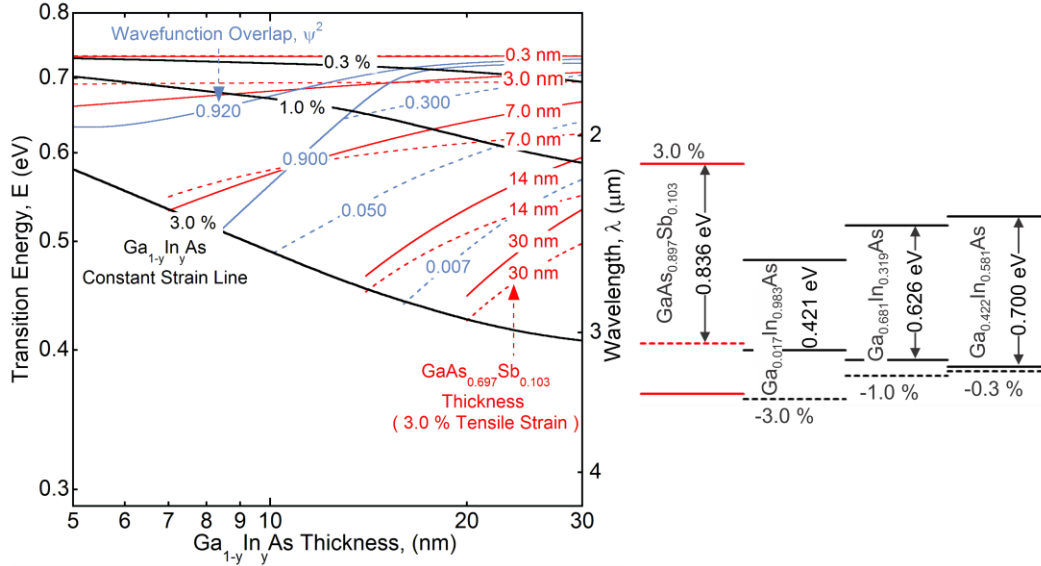 Transition Energy, E (eV)
0.8
0.7
0.6
0.5
0.4
0.3
Wavefunction Overlap, ψ²
0.3 %
0.3 nm
3.0 nm
0.920
1.0 %
0.300
7.0 nm
7.0 nm
0.900
14 nm
0.050
14 nm
3.0 %
30 nm
0.007
30 nm
Ga₁₋yInyAs
Constant Strain Line
GaAs₀.₆₉₇Sb₀.₁₀₃
Thickness
( 3.0 % Tensile Strain )
5
6
7
8
9
10
20
30
Ga₁₋yInyAs Thickness, (nm)
2
3
4
Wavelength, λ (μm)
3.0 %
GaAs₀.₈₉₇Sb₀.₁₀₃
0.836 eV
Ga₀.₀₁₇In₀.₉₈₃As
0.421 eV
-3.0 %
Ga₀.₆₈₁In₀.₃₁₉As
0.626 eV
-1.0 %
Ga₀.₄₂₂In₀.₅₈₁As
0.700 eV
-0.3 %